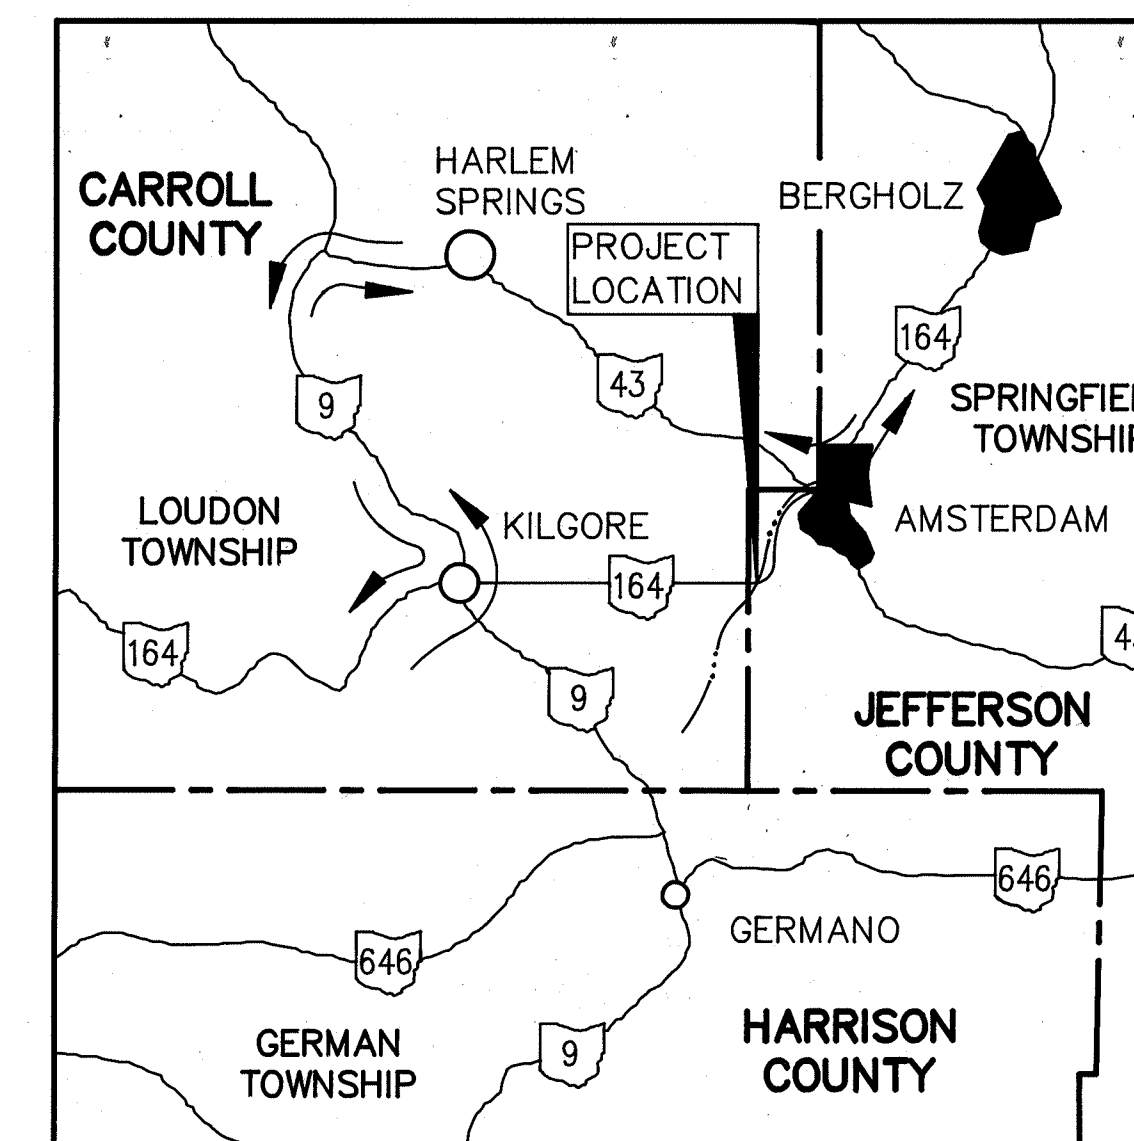 HARLEM
SPRINGS
CARROLL
COUNTY
BERGHOLZ
PROJECT
LOCATION
164
43
9
SPRINGFIE
TOWNSHI
LOUDON
TOWNSHIP
KILGORE
AMSTERDAM
164
164
4
9
JEFFERSON
COUNTY
646
GERMANO
646
HARRISON
COUNTY
GERMAN
TOWNSHIP
9